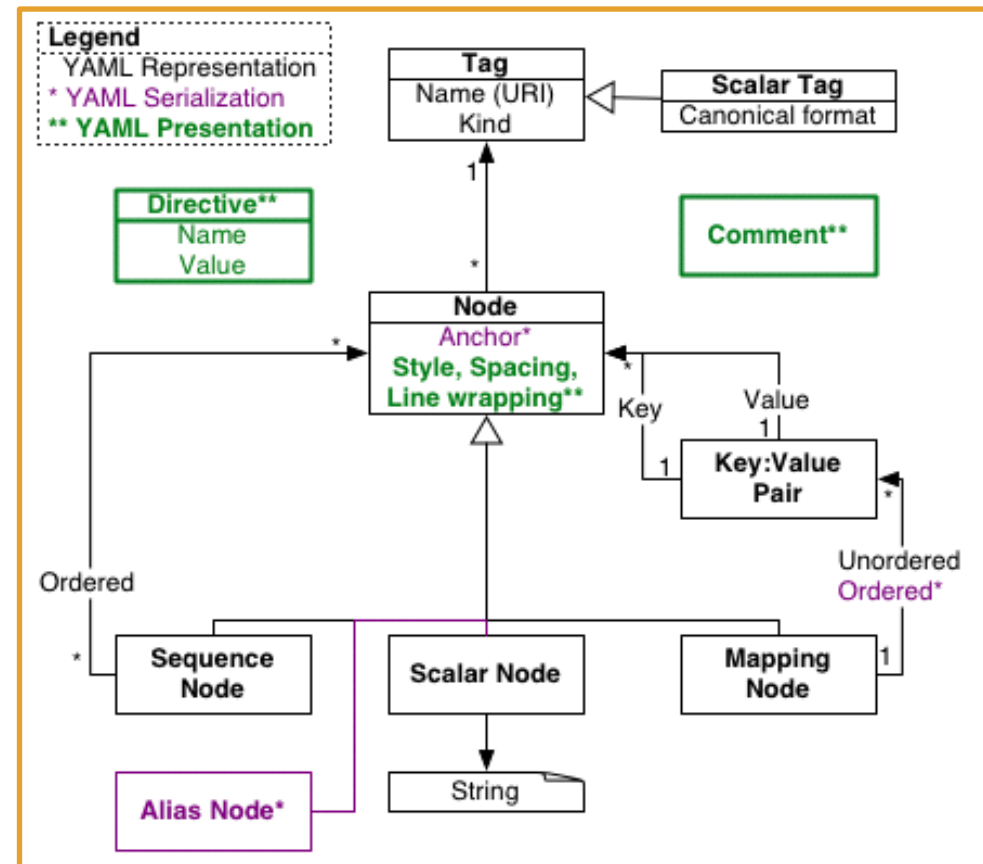 Legend
YAML Representation
* YAML Serialization
** YAML Presentation
Tag
Name (URI)
Kind
Scalar Tag
Canonical format
1
Directive**
Name
Value
Comment**
*
Node
Anchor*
Style, Spacing,
Line wrapping**
*
*
Key
Value
1
1
Key:Value
Pair
*
Unordered
Ordered*
Ordered
*
Sequence
Node
Scalar Node
Mapping
Node
1
Alias Node*
String